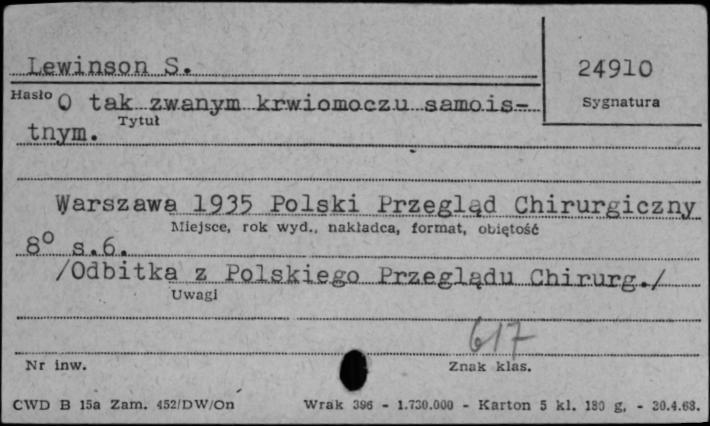 Lewinson S.
24910
Hasło
Sygnatura
O tak zwanym krwiomoczu samois-
Tytuł
tnym.
Warszawa 1935 Polski Przegląd Chirurgiczny
Miejsce, rok wyd., nakładca, format, objętość
8° s.6.
/Odbitka z Polskiego Przeglądu Chirurg./
Uwagi
617
Nr inw.
Znak klas.
CWD B 15a Zam. 452/DW/On Wrak 396 - 1.730.000 - Karton 5 kl. 180 g. - 30.4.68.